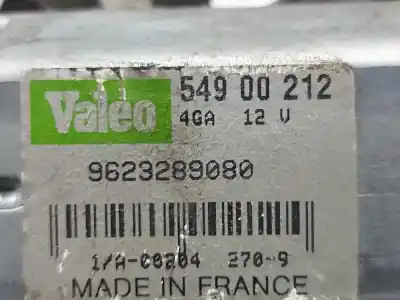 Valeo 549 00 212
4GA 12 V
9623289080
1/A-08204 270-9
MADE IN FRANCE